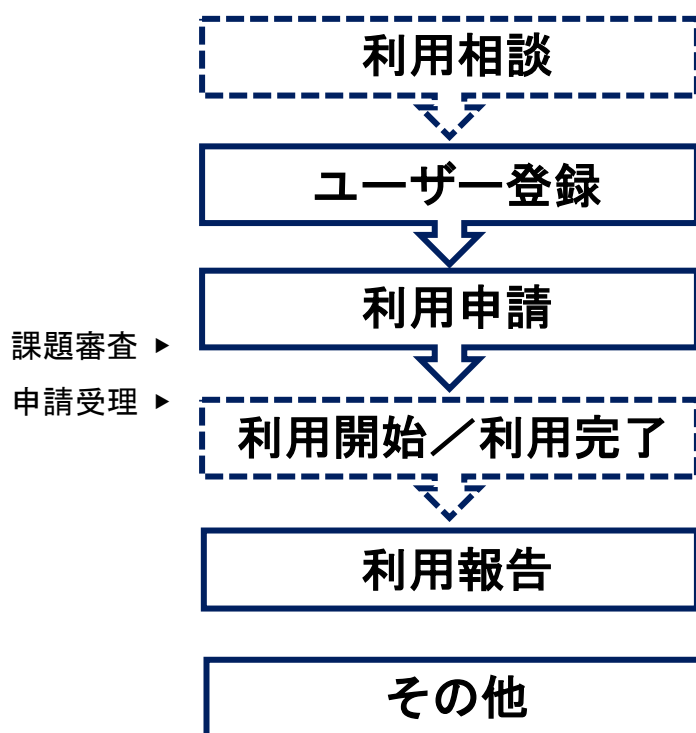 利用相談
ユーザー登録
利用申請
課題審査 ▶
申請受理 ▶
利用開始／利用完了
利用報告
その他